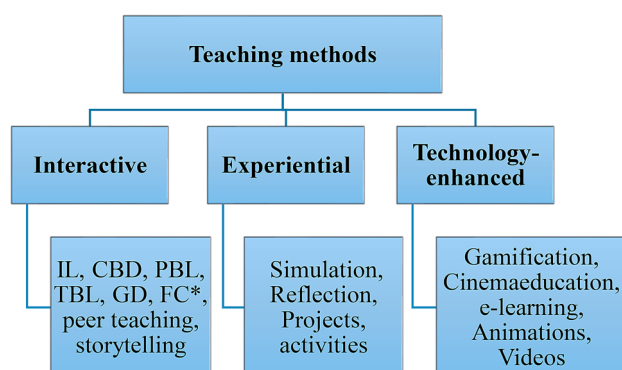 Teaching methods
Interactive
Experiential
Technology-
enhanced
IL, CBD, PBL,
TBL, GD, FC*,
peer teaching,
storytelling
Simulation,
Reflection,
Projects,
activities
Gamification,
Cinemaeducation,
e-learning,
Animations,
Videos